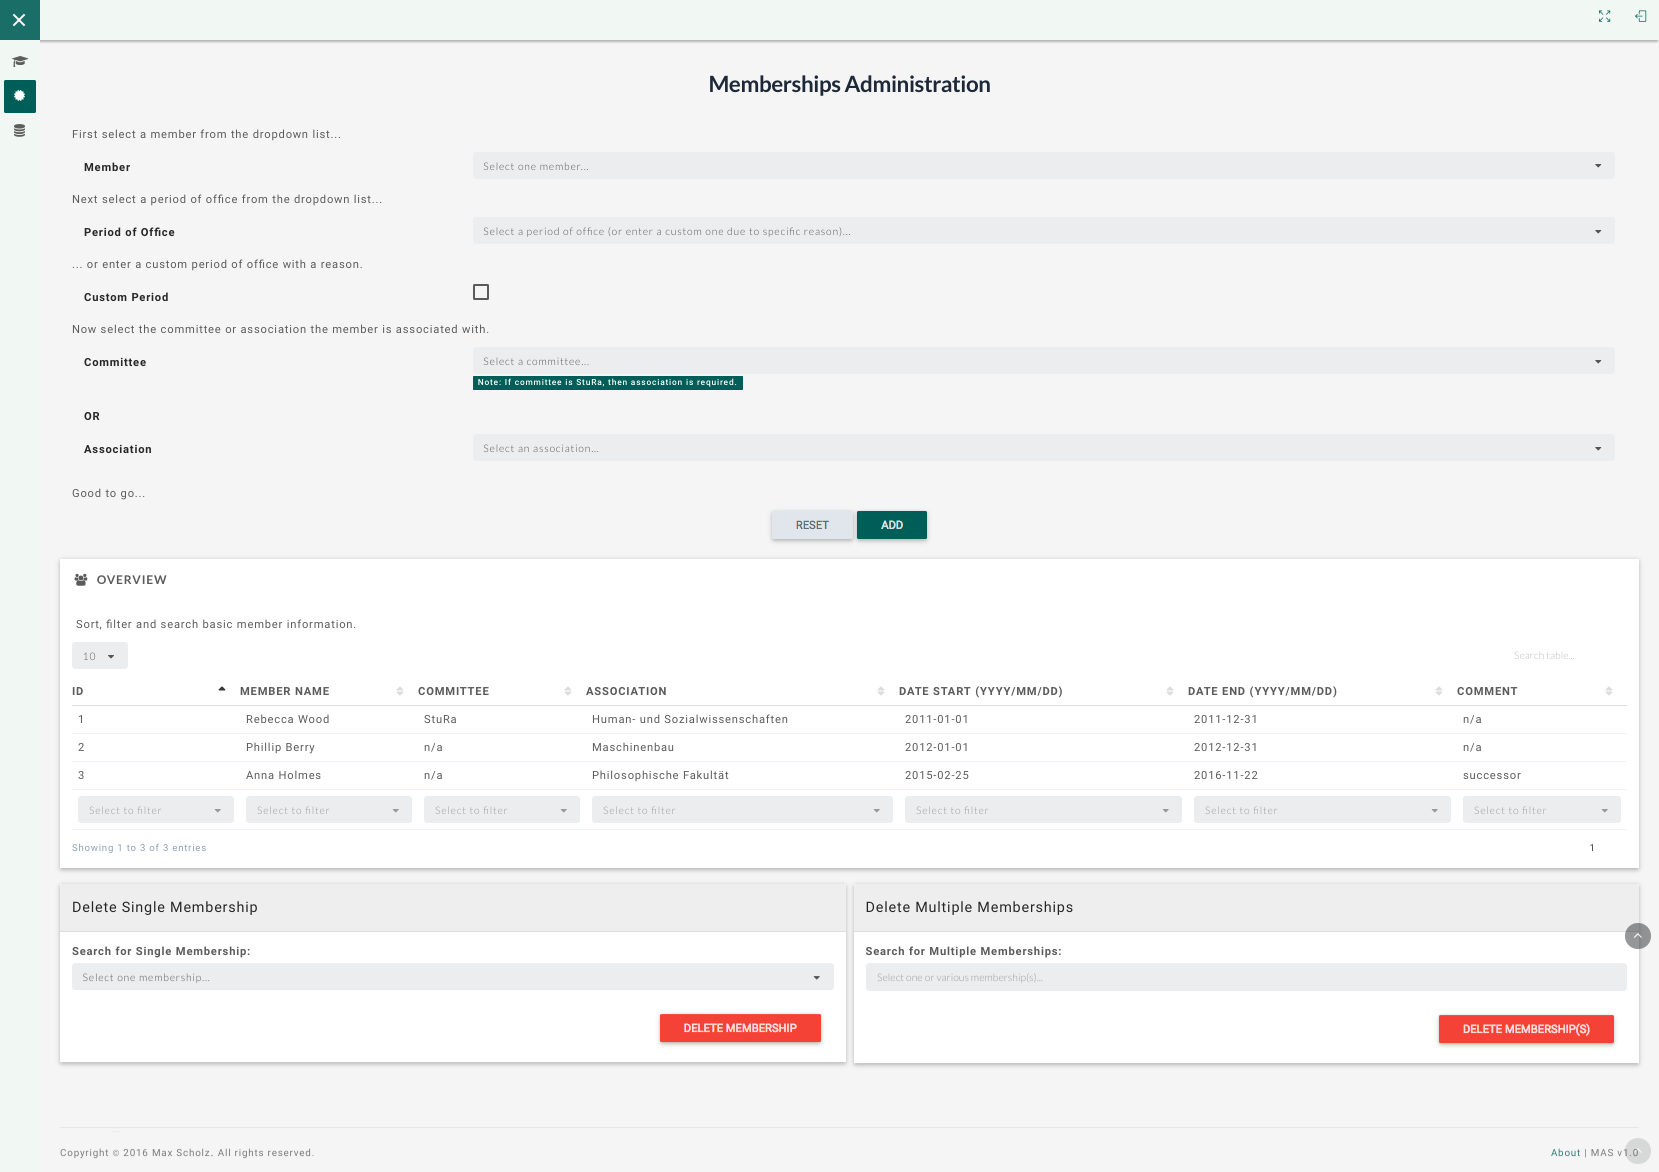 Memberships Administration
First select a member from the dropdown list...
Member Select one member...
Next select a period of office from the dropdown list...
Period of Office Select a period of office (or enter a custom one due to specific reason)...
... or enter a custom period of office with a reason.
Custom Period
Now select the committee or association the member is associated with.
Committee Select a committee...
Note: If committee is StuRa, then association is required.
OR
Association Select an association...
Good to go...
RESET ADD
OVERVIEW
Sort, filter and search basic member information.
10 Search table...
ID MEMBER NAME COMMITTEE ASSOCIATION DATE START (YYYY/MM/DD) DATE END (YYYY/MM/DD) COMMENT
1 Rebecca Wood StuRa Human- und Sozialwissenschaften 2011-01-01 2011-12-31 n/a
2 Phillip Berry n/a Maschinenbau 2012-01-01 2012-12-31 n/a
3 Anna Holmes n/a Philosophische Fakultät 2015-02-25 2016-11-22 successor
Select to filter Select to filter Select to filter Select to filter Select to filter Select to filter Select to filter
Showing 1 to 3 of 3 entries 1
Delete Single Membership
Search for Single Membership:
Select one membership...
DELETE MEMBERSHIP
Delete Multiple Memberships
Search for Multiple Memberships:
Select one or various membership(s)...
DELETE MEMBERSHIP(S)
Copyright © 2016 Max Scholz. All rights reserved. About | MAS v1.0